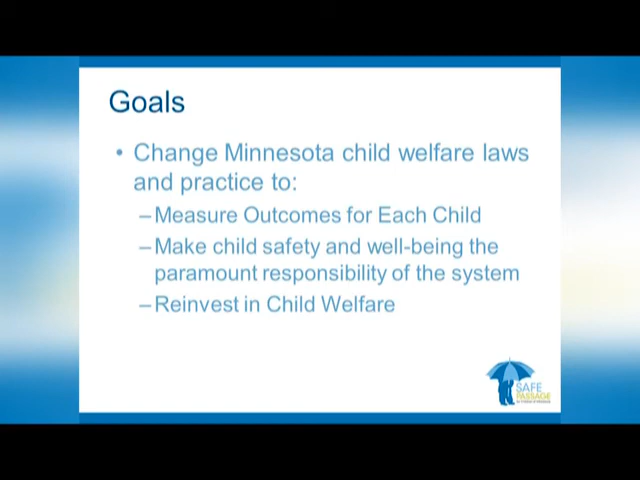 Goals
• Change Minnesota child welfare laws
and practice to:
–Measure Outcomes for Each Child
–Make child safety and well-being the
paramount responsibility of the system
–Reinvest in Child Welfare
SAFE
PASSAGE